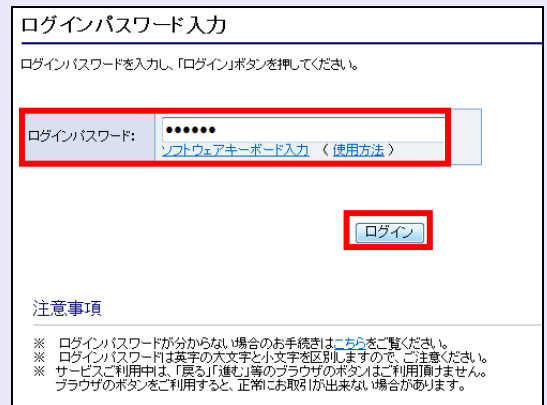 ログインパスワード入力
ログインパスワードを入力し、「ログイン」ボタンを押してください。
ログインパスワード: ●●●●●●
ソフトウェアキーボード入力 （使用方法）
ログイン
注意事項
※ ログインパスワードが分からない場合のお手続きはこちらをご覧ください。
※ ログインパスワードは英字の大文字と小文字を区別しますので、ご注意ください。
※ サービスご利用中は、「戻る」「進む」等のブラウザのボタンはご利用頂けません。
ブラウザのボタンをご利用すると、正常にお取引が出来ない場合があります。